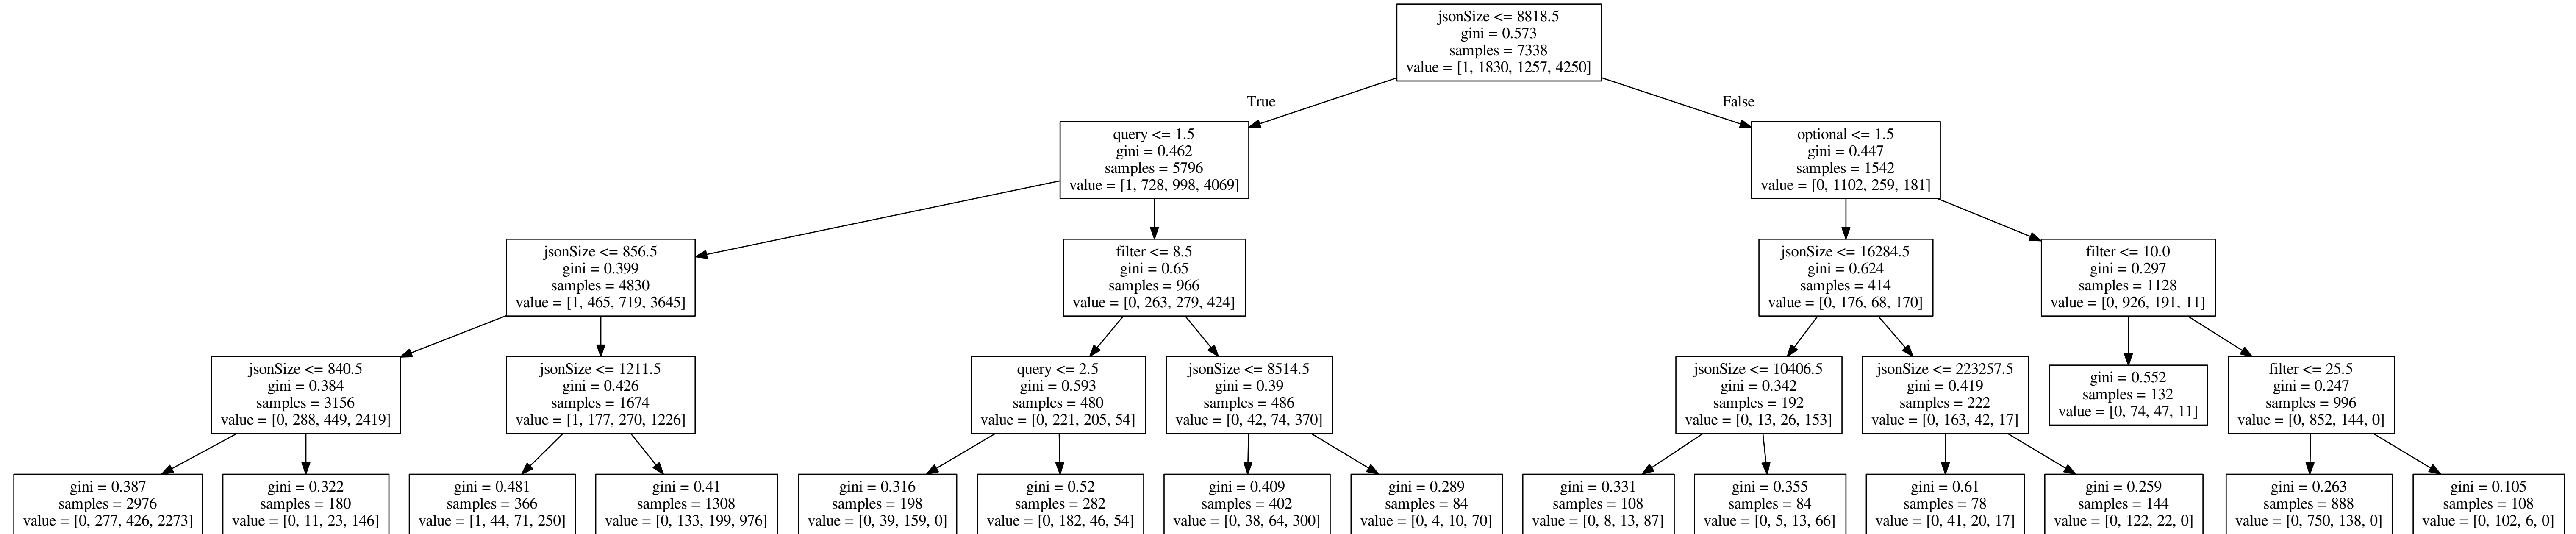 jsonSize <= 8818.5
gini = 0.573
samples = 7338
value = [1, 1830, 1257, 4250]
True
False
query <= 1.5
gini = 0.462
samples = 5796
value = [1, 728, 998, 4069]
optional <= 1.5
gini = 0.447
samples = 1542
value = [0, 1102, 259, 181]
jsonSize <= 856.5
gini = 0.399
samples = 4830
value = [1, 465, 719, 3645]
filter <= 8.5
gini = 0.65
samples = 966
value = [0, 263, 279, 424]
jsonSize <= 16284.5
gini = 0.624
samples = 414
value = [0, 176, 68, 170]
filter <= 10.0
gini = 0.297
samples = 1128
value = [0, 926, 191, 11]
jsonSize <= 840.5
gini = 0.384
samples = 3156
value = [0, 288, 449, 2419]
jsonSize <= 1211.5
gini = 0.426
samples = 1674
value = [1, 177, 270, 1226]
query <= 2.5
gini = 0.593
samples = 480
value = [0, 221, 205, 54]
jsonSize <= 8514.5
gini = 0.39
samples = 486
value = [0, 42, 74, 370]
jsonSize <= 10406.5
gini = 0.342
samples = 192
value = [0, 13, 26, 153]
jsonSize <= 223257.5
gini = 0.419
samples = 222
value = [0, 163, 42, 17]
gini = 0.552
samples = 132
value = [0, 74, 47, 11]
filter <= 25.5
gini = 0.247
samples = 996
value = [0, 852, 144, 0]
gini = 0.387
samples = 2976
value = [0, 277, 426, 2273]
gini = 0.322
samples = 180
value = [0, 11, 23, 146]
gini = 0.481
samples = 366
value = [1, 44, 71, 250]
gini = 0.41
samples = 1308
value = [0, 133, 199, 976]
gini = 0.316
samples = 198
value = [0, 39, 159, 0]
gini = 0.52
samples = 282
value = [0, 182, 46, 54]
gini = 0.409
samples = 402
value = [0, 38, 64, 300]
gini = 0.289
samples = 84
value = [0, 4, 10, 70]
gini = 0.331
samples = 108
value = [0, 8, 13, 87]
gini = 0.355
samples = 84
value = [0, 5, 13, 66]
gini = 0.61
samples = 78
value = [0, 41, 20, 17]
gini = 0.259
samples = 144
value = [0, 122, 22, 0]
gini = 0.263
samples = 888
value = [0, 750, 138, 0]
gini = 0.105
samples = 108
value = [0, 102, 6, 0]